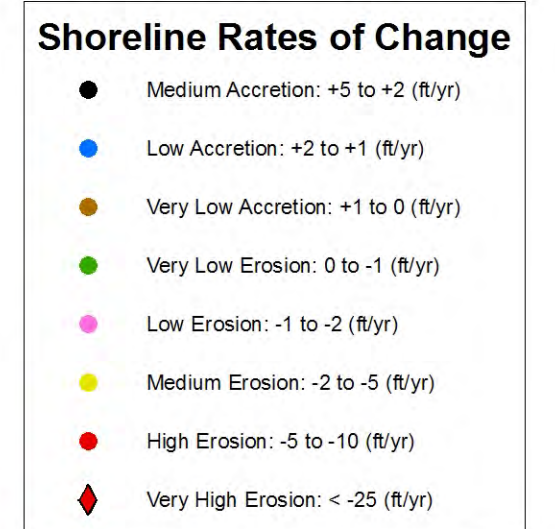 Shoreline Rates of Change
Medium Accretion: +5 to +2 (ft/yr)
Low Accretion: +2 to +1 (ft/yr)
Very Low Accretion: +1 to 0 (ft/yr)
Very Low Erosion: 0 to -1 (ft/yr)
Low Erosion: -1 to -2 (ft/yr)
Medium Erosion: -2 to -5 (ft/yr)
High Erosion: -5 to -10 (ft/yr)
Very High Erosion: < -25 (ft/yr)